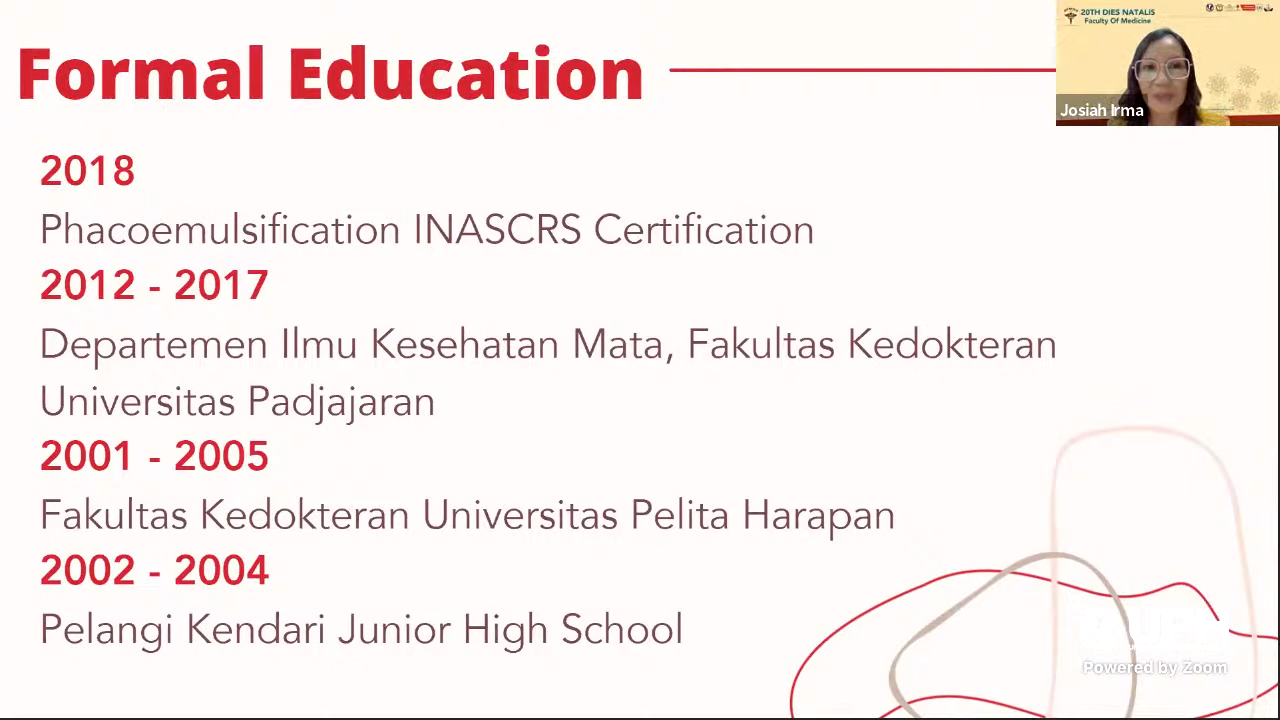 Formal Education
2018
Phacoemulsification INASCRS Certification
2012 - 2017
Departemen Ilmu Kesehatan Mata, Fakultas Kedokteran
Universitas Padjajaran
2001 - 2005
Fakultas Kedokteran Universitas Pelita Harapan
2002 - 2004
Pelangi Kendari Junior High School
20TH DIES NATALIS
Faculty Of Medicine
Josiah Irma
Powered by Zoom